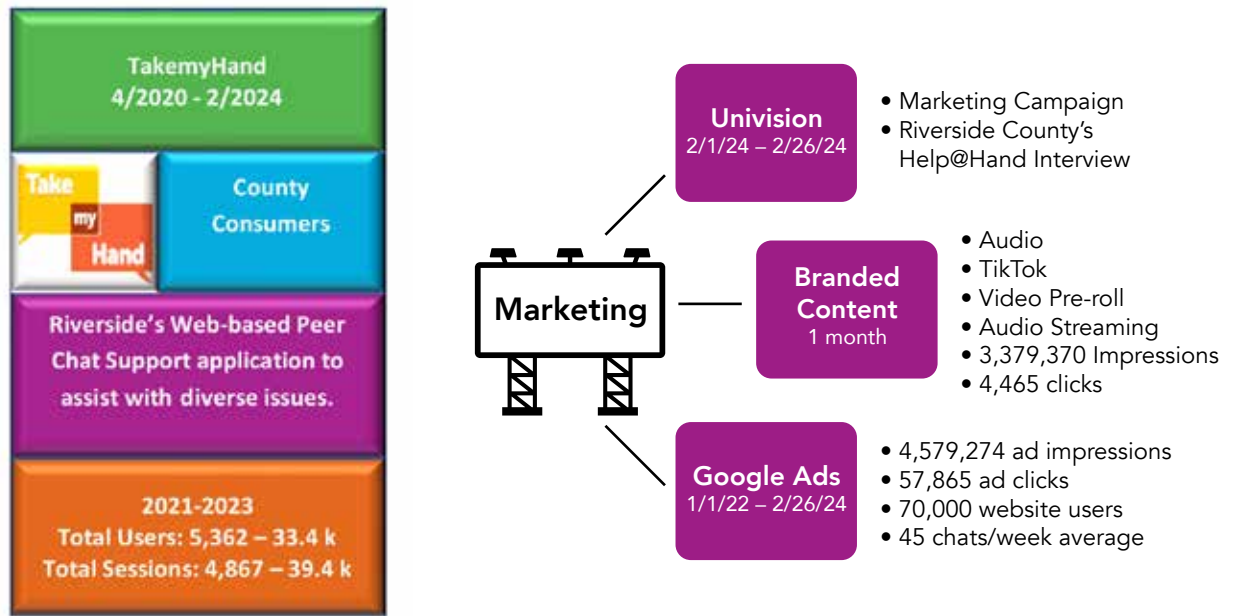 TakemyHand
4/2020 - 2/2024
Take
my
Hand
County
Consumers
Riverside's Web-based Peer
Chat Support application to
assist with diverse issues.
2021-2023
Total Users: 5,362 – 33.4 k
Total Sessions: 4,867 – 39.4 k
Marketing
Univision
2/1/24 – 2/26/24
• Marketing Campaign
• Riverside County's
Help@Hand Interview
Branded
Content
1 month
• Audio
• TikTok
• Video Pre-roll
• Audio Streaming
• 3,379,370 Impressions
• 4,465 clicks
Google Ads
1/1/22 – 2/26/24
• 4,579,274 ad impressions
• 57,865 ad clicks
• 70,000 website users
• 45 chats/week average